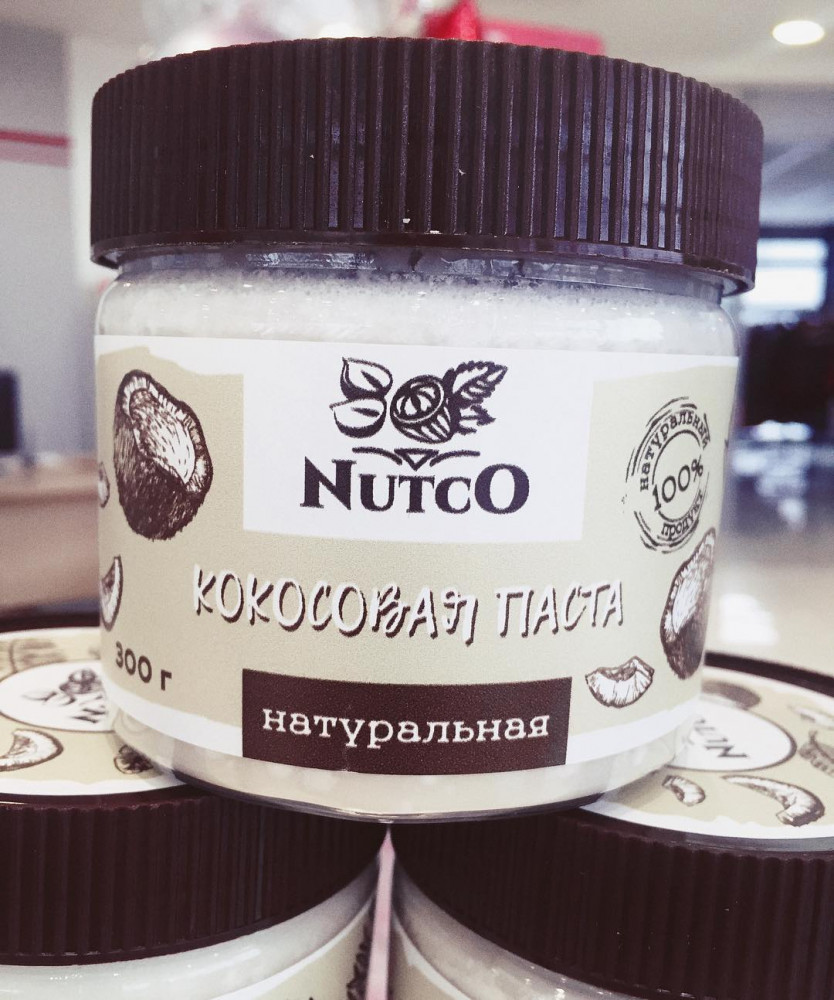 NUTCO
натуральный
100%
продукт
КОКОСОВАЯ ПАСТА
300 г
натуральная